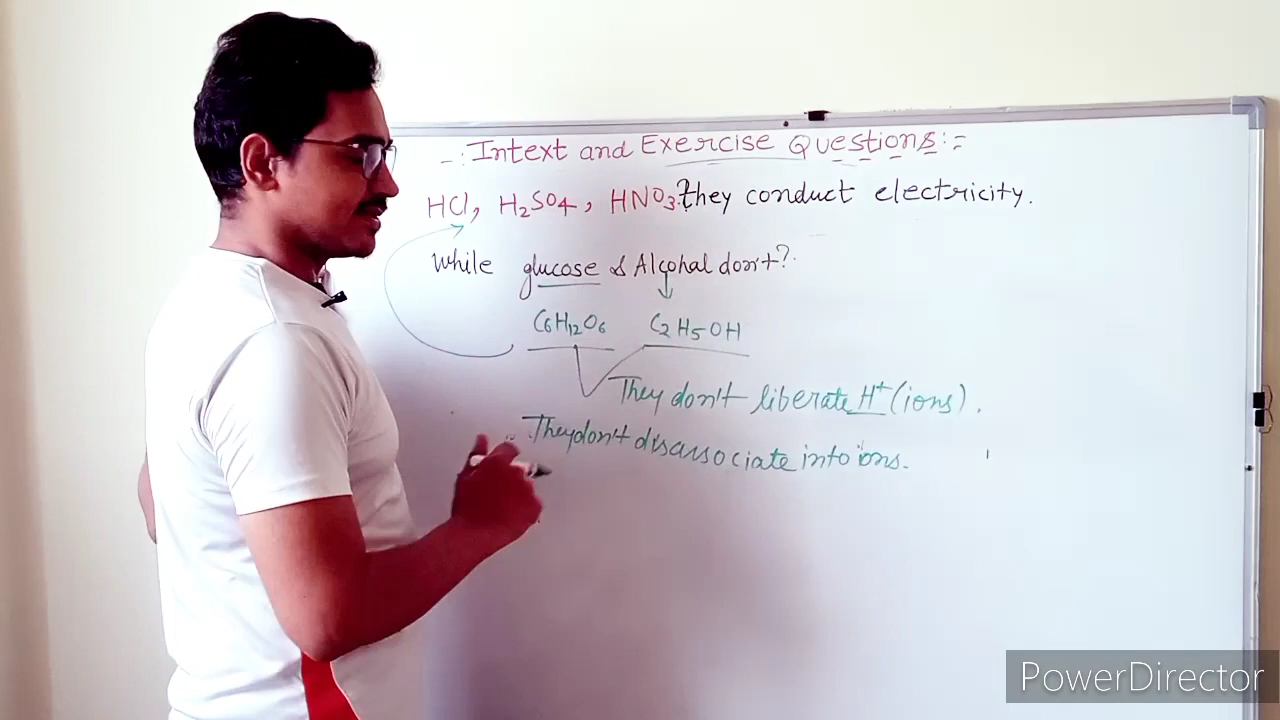 -: Intext and Exercise Questions:-
HCl, H₂SO₄, HNO₃? they conduct electricity.
while glucose & Alcohal don't?
C₆H₁₂O₆ C₂H₅OH
They don't liberate H⁺ (ions).
They don't disassociate into ions.
PowerDirector